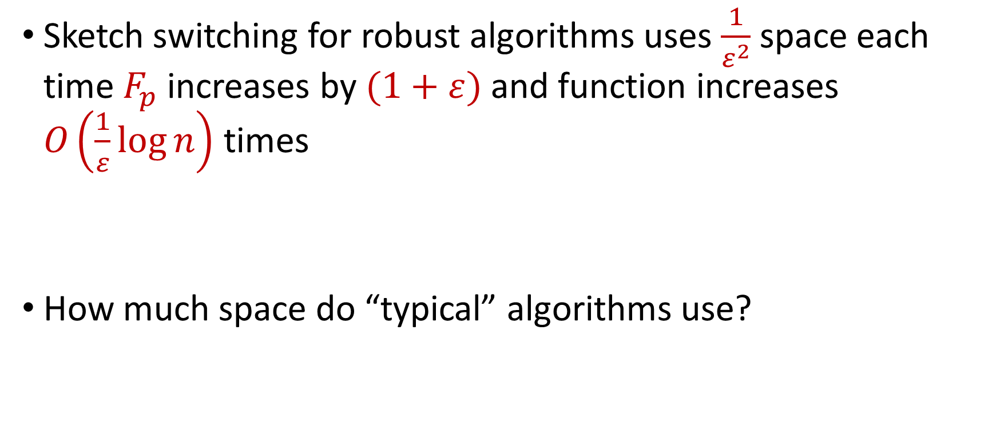 • Sketch switching for robust algorithms uses $\frac{1}{\varepsilon^2}$ space each
time $F_p$ increases by $(1 + \varepsilon)$ and function increases
$O\left(\frac{1}{\varepsilon} \log n\right)$ times
• How much space do “typical” algorithms use?